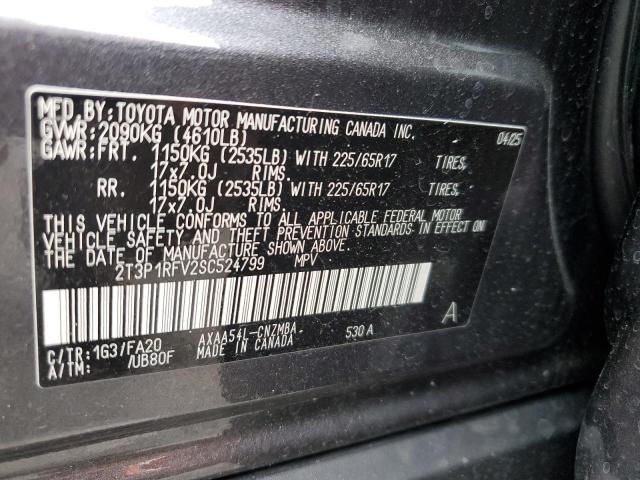 MFD.BY:TOYOTA MOTOR MANUFACTURING CANADA INC.
GVWR:2090KG (4610LB) 04/25
GAWR:FRT. 1150KG (2535LB) WITH 225/65R17 TIRES,
17x7.0J RIMS.
RR. 1150KG (2535LB) WITH 225/65R17 TIRES,
17x7.0J RIMS.
THIS VEHICLE CONFORMS TO ALL APPLICABLE FEDERAL MOTOR
VEHICLE SAFETY AND THEFT PREVENTION STANDARDS IN EFFECT ON
THE DATE OF MANUFACTURE SHOWN ABOVE.
2T3P1RFV2SC524799 MPV
A
C/TR:1G3/FA20 AXAA54L-CNZMBA 530A
A/TM: /UB80F MADE IN CANADA